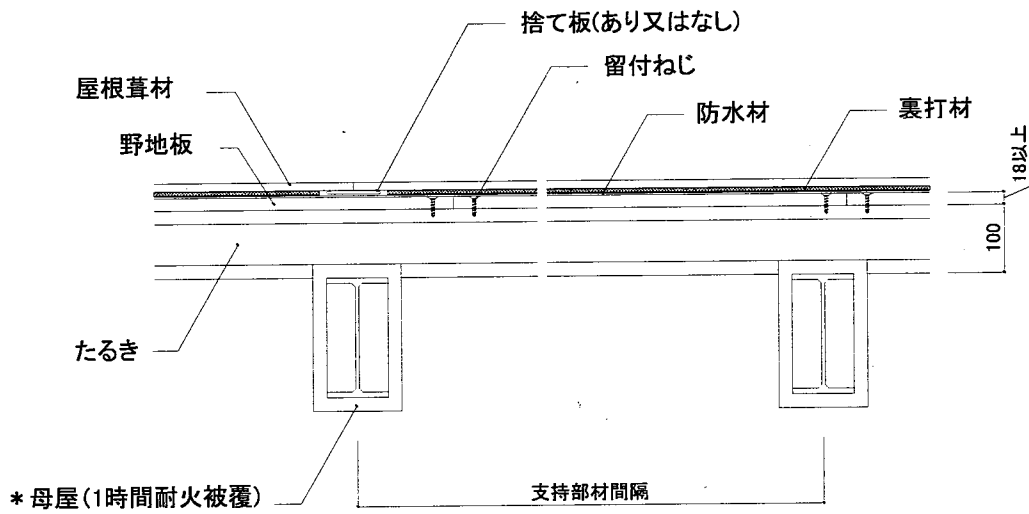 捨て板(あり又はなし)
留付ねじ
屋根葺材
防水材
裏打材
野地板
18以上
100
たるき
*母屋(1時間耐火被覆)
支持部材間隔